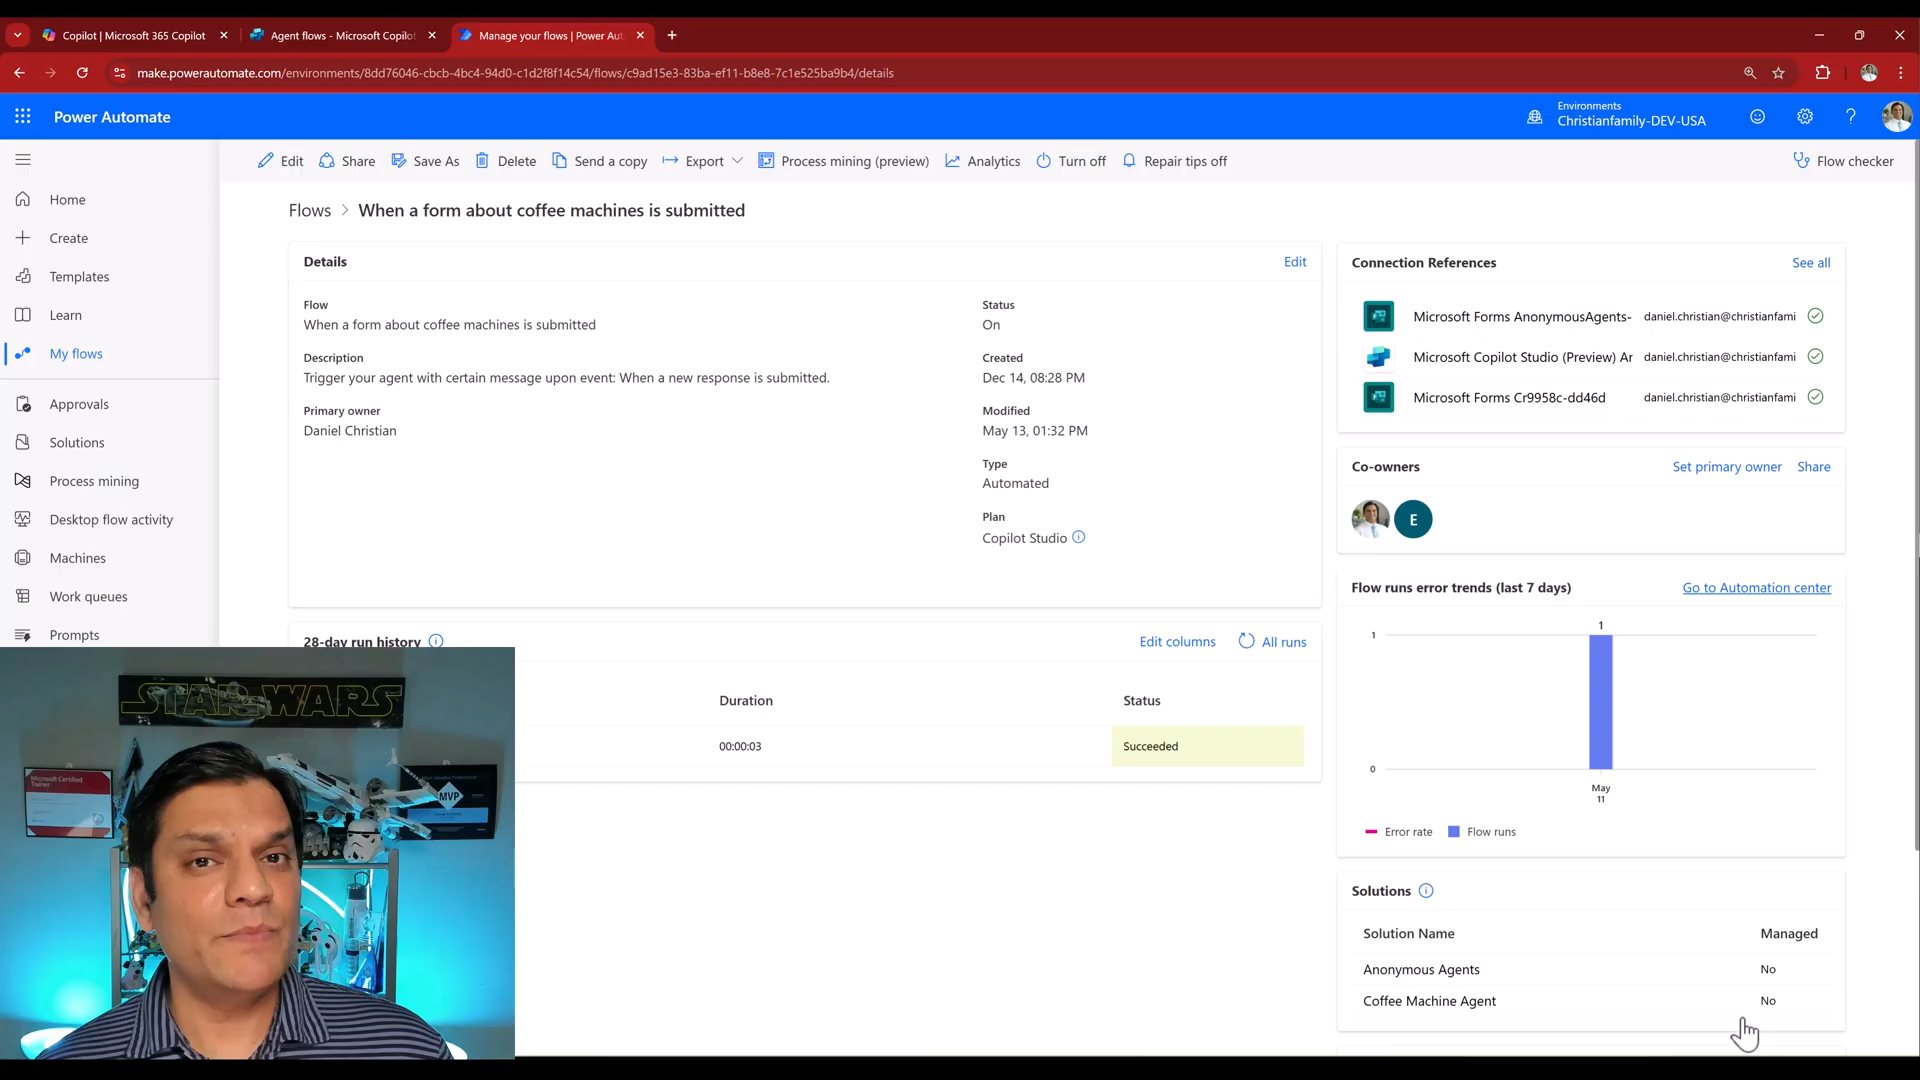 Copilot | Microsoft 365 Copilot
Agent flows - Microsoft Copilot
Manage your flows | Power Aut
make.powerautomate.com/environments/8dd76046-cbcb-4bc4-94d0-c1d2f8f14c54/flows/c9ad15e3-83ba-ef11-b8e8-7c1e525ba9b4/details
Power Automate
Environments
Christianfamily-DEV-USA
Edit
Share
Save As
Delete
Send a copy
Export
Process mining (preview)
Analytics
Turn off
Repair tips off
Flow checker
Home
Create
Templates
Learn
My flows
Approvals
Solutions
Process mining
Desktop flow activity
Machines
Work queues
Prompts
Flows > When a form about coffee machines is submitted
Details
Edit
Flow
When a form about coffee machines is submitted
Description
Trigger your agent with certain message upon event: When a new response is submitted.
Primary owner
Daniel Christian
Status
On
Created
Dec 14, 08:28 PM
Modified
May 13, 01:32 PM
Type
Automated
Plan
Copilot Studio
28-day run history
Edit columns
All runs
Duration
Status
00:00:03
Succeeded
Connection References
See all
Microsoft Forms AnonymousAgents-
daniel.christian@christianfami
Microsoft Copilot Studio (Preview) Ar
daniel.christian@christianfami
Microsoft Forms Cr9958c-dd46d
daniel.christian@christianfami
Co-owners
Set primary owner
Share
E
Flow runs error trends (last 7 days)
Go to Automation center
1
1
0
May
11
Error rate
Flow runs
Solutions
Solution Name
Managed
Anonymous Agents
No
Coffee Machine Agent
No
STAR WARS
Microsoft Certified
Trainer
MVP